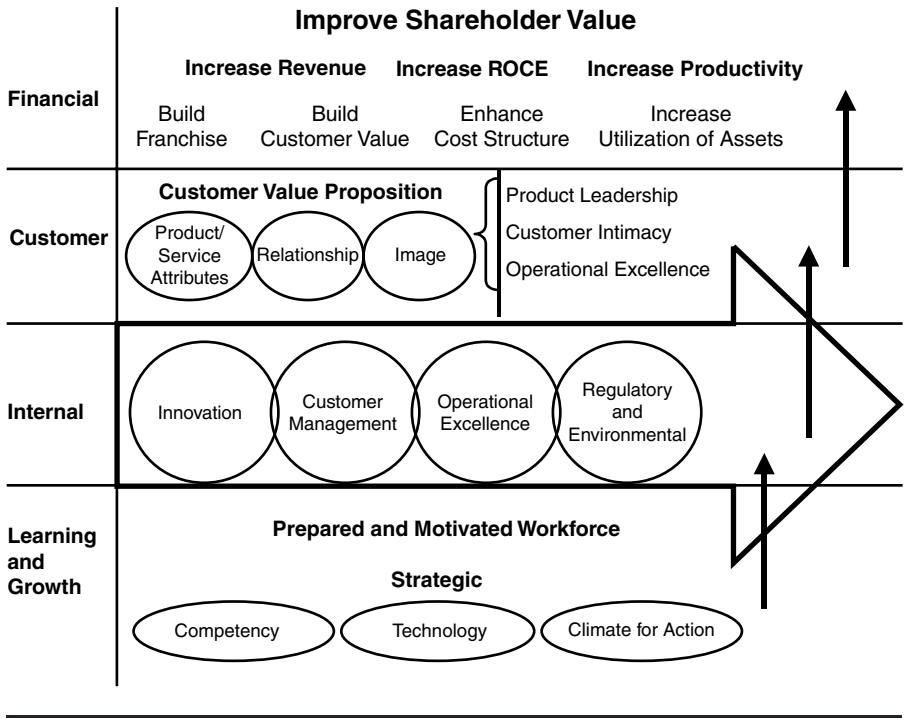 Improve Shareholder Value
Increase Revenue
Increase ROCE
Increase Productivity
Financial
Build
Franchise
Build
Customer Value
Enhance
Cost Structure
Increase
Utilization of Assets
Customer
Customer Value Proposition
Product/
Service
Attributes
Relationship
Image
Product Leadership
Customer Intimacy
Operational Excellence
Internal
Innovation
Customer
Management
Operational
Excellence
Regulatory
and
Environmental
Learning
and
Growth
Prepared and Motivated Workforce
Strategic
Competency
Technology
Climate for Action